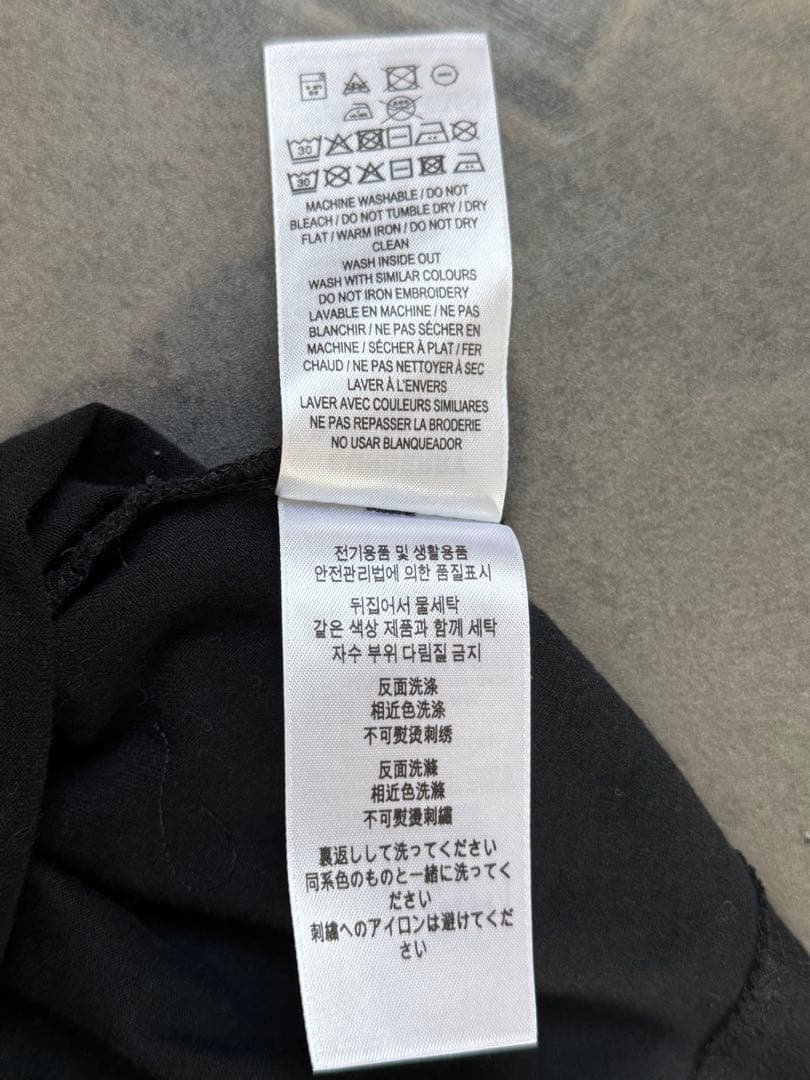 30
30
MACHINE WASHABLE / DO NOT
BLEACH / DO NOT TUMBLE DRY / DRY
FLAT / WARM IRON / DO NOT DRY
CLEAN
WASH INSIDE OUT
WASH WITH SIMILAR COLOURS
DO NOT IRON EMBROIDERY
LAVABLE EN MACHINE / NE PAS
BLANCHIR / NE PAS SÉCHER EN
MACHINE / SÉCHER À PLAT / FER
CHAUD / NE PAS NETTOYER À SEC
LAVER À L'ENVERS
LAVER AVEC COULEURS SIMILIARES
NE PAS REPASSER LA BRODERIE
NO USAR BLANQUEADOR
전기용품 및 생활용품
안전관리법에 의한 품질표시
뒤집어서 물세탁
같은 색상 제품과 함께 세탁
자수 부위 다림질 금지
反面洗涤
相近色洗涤
不可熨烫刺绣
反面洗滌
相近色洗滌
不可熨燙刺繡
裏返しして洗ってください
同系色のものと一緒に洗ってく
ださい
刺繍へのアイロンは避けてくだ
さい